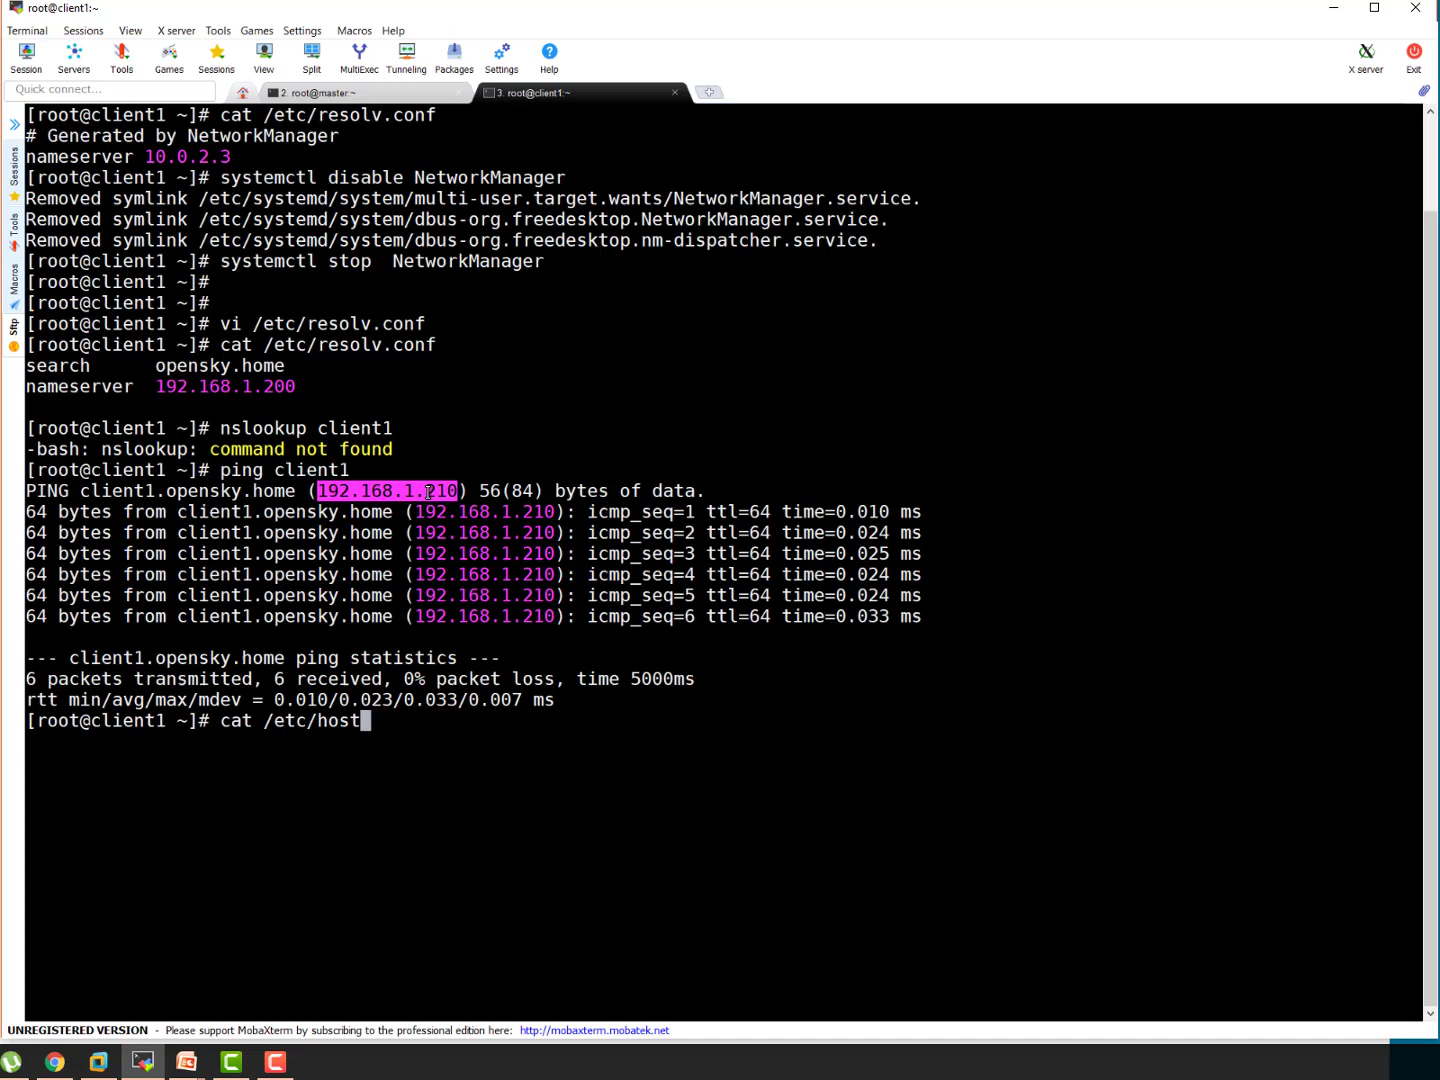 root@client1:~
Terminal Sessions View X server Tools Games Settings Macros Help
Session Servers Tools Games Sessions View Split MultiExec Tunneling Packages Settings Help X server Exit
Quick connect... 2. root@master:~ 3. root@client1:~
Sessions
Tools
Macros
Sftp
[root@client1 ~]# cat /etc/resolv.conf
# Generated by NetworkManager
nameserver 10.0.2.3
[root@client1 ~]# systemctl disable NetworkManager
Removed symlink /etc/systemd/system/multi-user.target.wants/NetworkManager.service.
Removed symlink /etc/systemd/system/dbus-org.freedesktop.NetworkManager.service.
Removed symlink /etc/systemd/system/dbus-org.freedesktop.nm-dispatcher.service.
[root@client1 ~]# systemctl stop  NetworkManager
[root@client1 ~]#
[root@client1 ~]#
[root@client1 ~]# vi /etc/resolv.conf
[root@client1 ~]# cat /etc/resolv.conf
search      opensky.home
nameserver  192.168.1.200
[root@client1 ~]# nslookup client1
-bash: nslookup: command not found
[root@client1 ~]# ping client1
PING client1.opensky.home (192.168.1.210) 56(84) bytes of data.
64 bytes from client1.opensky.home (192.168.1.210): icmp_seq=1 ttl=64 time=0.010 ms
64 bytes from client1.opensky.home (192.168.1.210): icmp_seq=2 ttl=64 time=0.024 ms
64 bytes from client1.opensky.home (192.168.1.210): icmp_seq=3 ttl=64 time=0.025 ms
64 bytes from client1.opensky.home (192.168.1.210): icmp_seq=4 ttl=64 time=0.024 ms
64 bytes from client1.opensky.home (192.168.1.210): icmp_seq=5 ttl=64 time=0.024 ms
64 bytes from client1.opensky.home (192.168.1.210): icmp_seq=6 ttl=64 time=0.033 ms
--- client1.opensky.home ping statistics ---
6 packets transmitted, 6 received, 0% packet loss, time 5000ms
rtt min/avg/max/mdev = 0.010/0.023/0.033/0.007 ms
[root@client1 ~]# cat /etc/host
UNREGISTERED VERSION - Please support MobaXterm by subscribing to the professional edition here: http://mobaxterm.mobatek.net